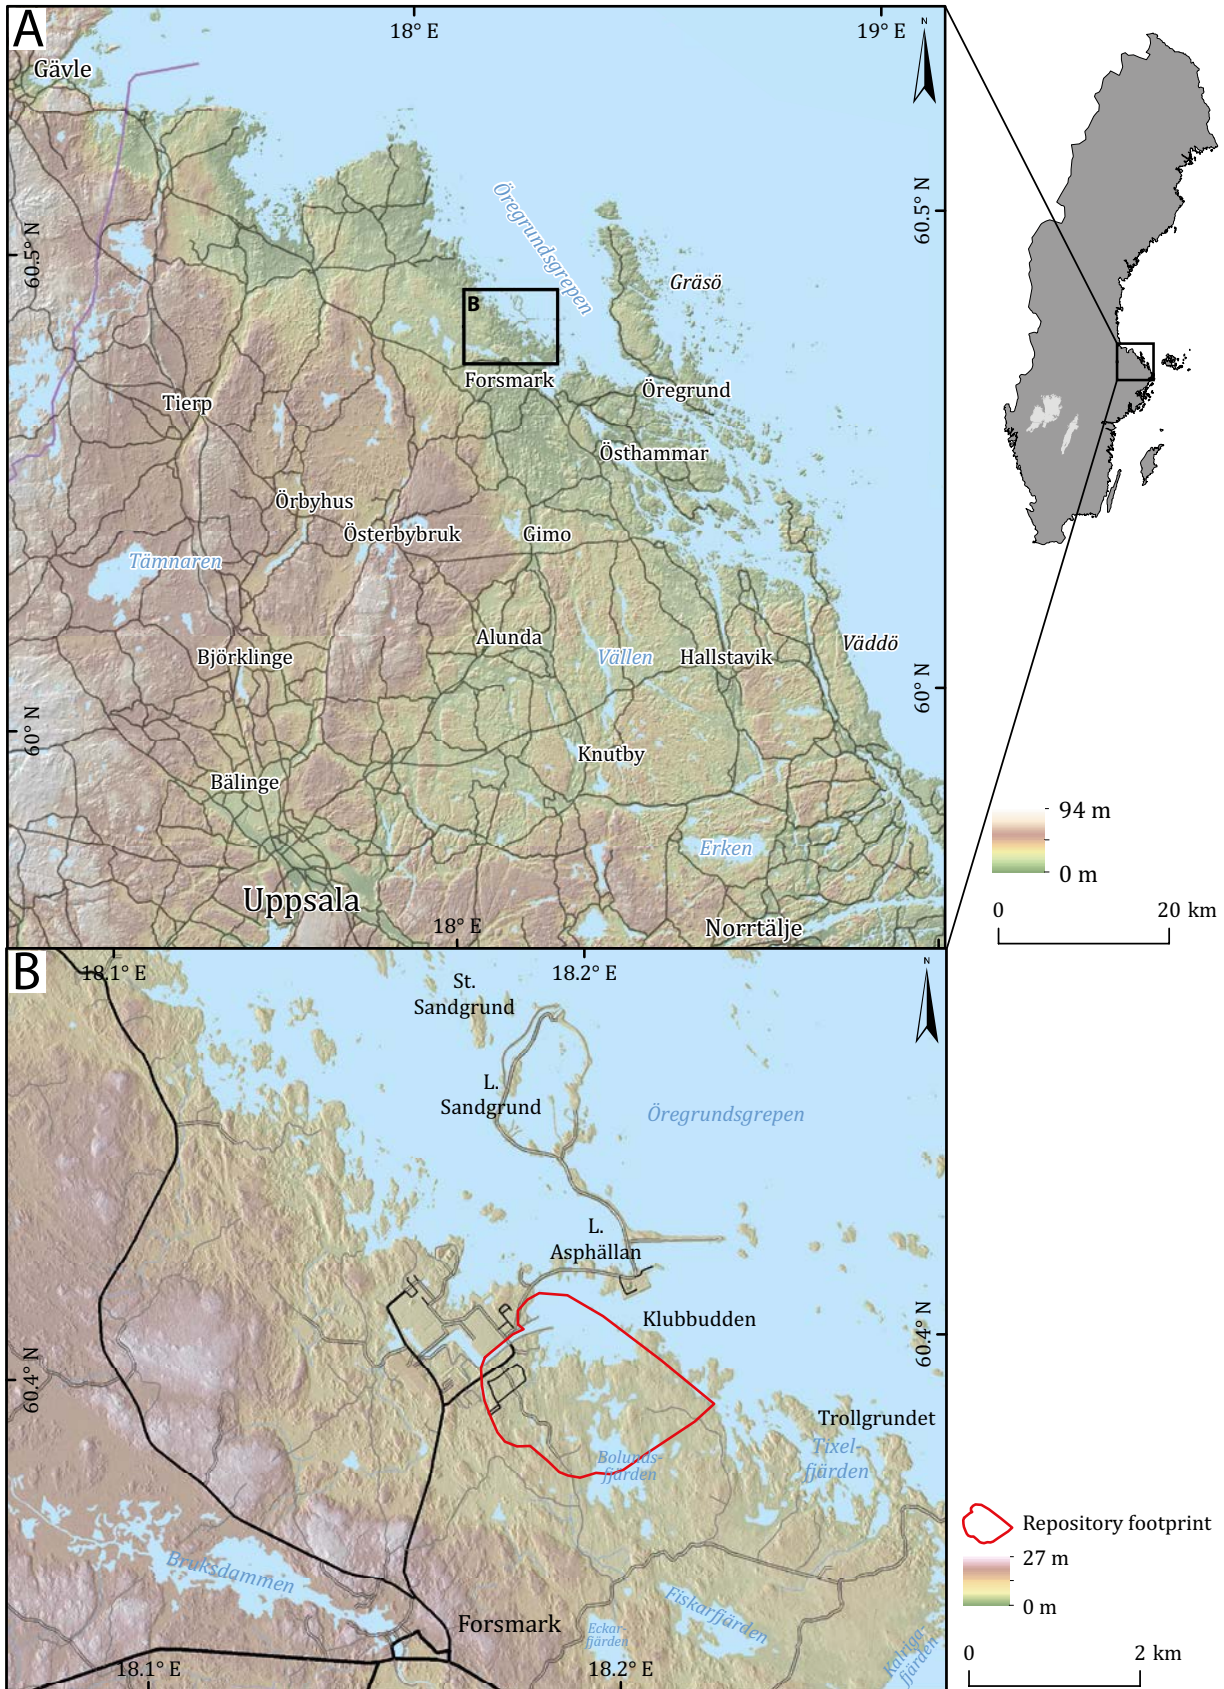 A
18° E
19° E
N
Gävle
60.5° N
60.5° N
Öregrundsgrepen
Gräsö
B
Forsmark
Öregrund
Tierp
Östhammar
Örbyhus
Österbybruk
Gimo
Tämnaren
Alunda
Björklinge
Vällen
Hallstavik
Väddö
60° N
60° N
Knutby
Bälinge
Erken
Uppsala
18° E
Norrtälje
94 m
0 m
0
20 km
B
18.1° E
18.2° E
N
St.
Sandgrund
L.
Sandgrund
Öregrundsgrepen
L.
Asphällan
Klubbudden
60.4° N
60.4° N
Trollgrundet
Tixel-
fjärden
Bolunds-
fjärden
Bruksdammen
Forsmark
Eckar
fjärden
Fiskarfjärden
Kallriga
fjärden
18.1° E
18.2° E
Repository footprint
27 m
0 m
0
2 km